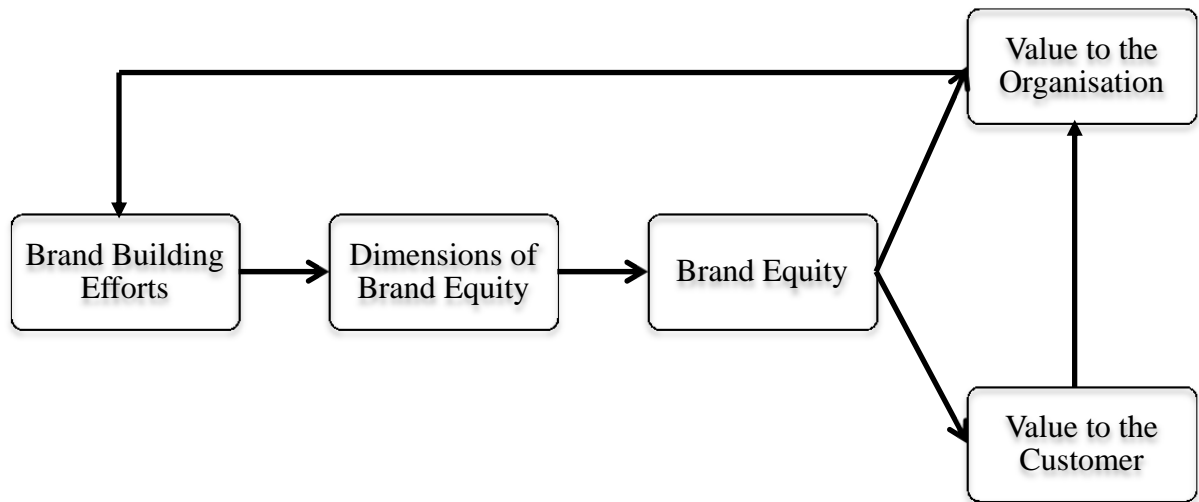 Value to the
Organisation
Brand Building
Efforts
Dimensions of
Brand Equity
Brand Equity
Value to the
Customer